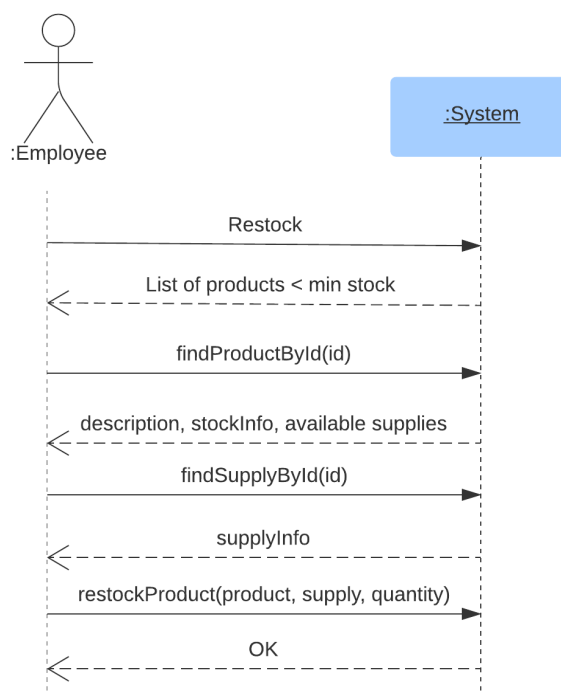 :System
:Employee
Restock
List of products < min stock
findProductById(id)
description, stockInfo, available supplies
findSupplyById(id)
supplyInfo
restockProduct(product, supply, quantity)
OK